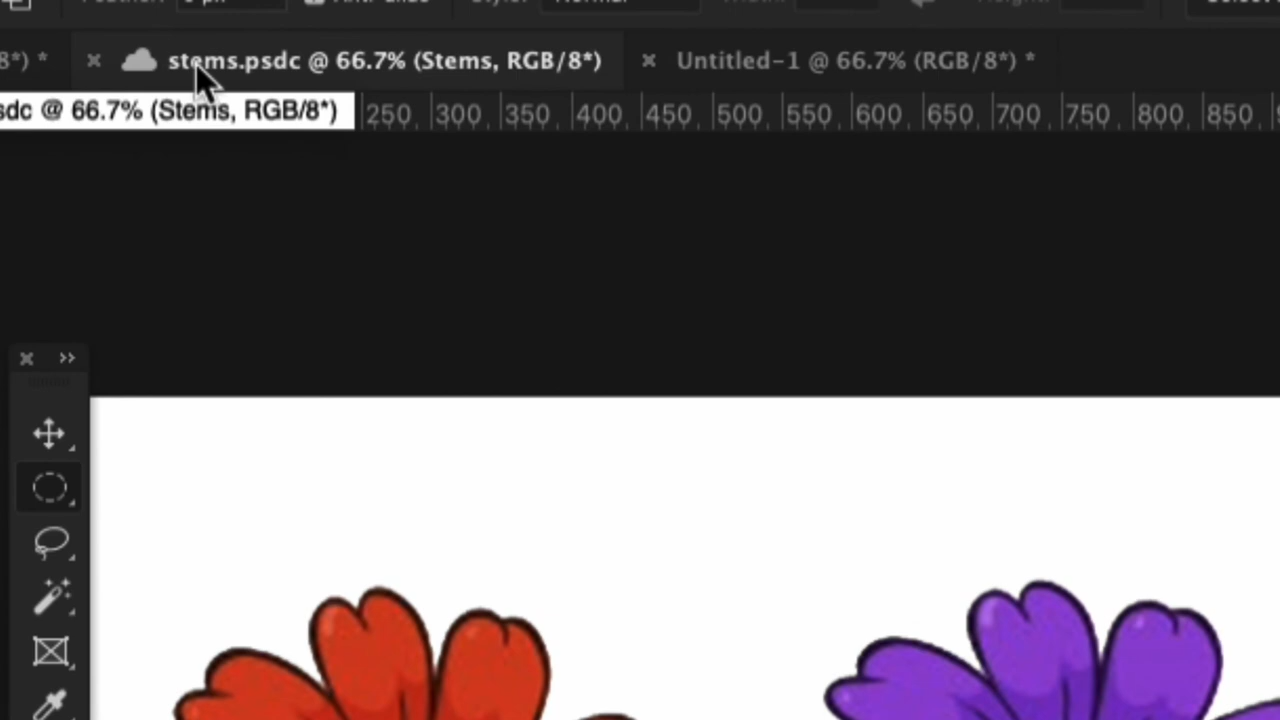 8*) * stems.psdc @ 66.7% (Stems, RGB/8*) Untitled-1 @ 66.7% (RGB/8*) *
sdc @ 66.7% (Stems, RGB/8*) 250 300 350 400 450 500 550 600 650 700 750 800 850